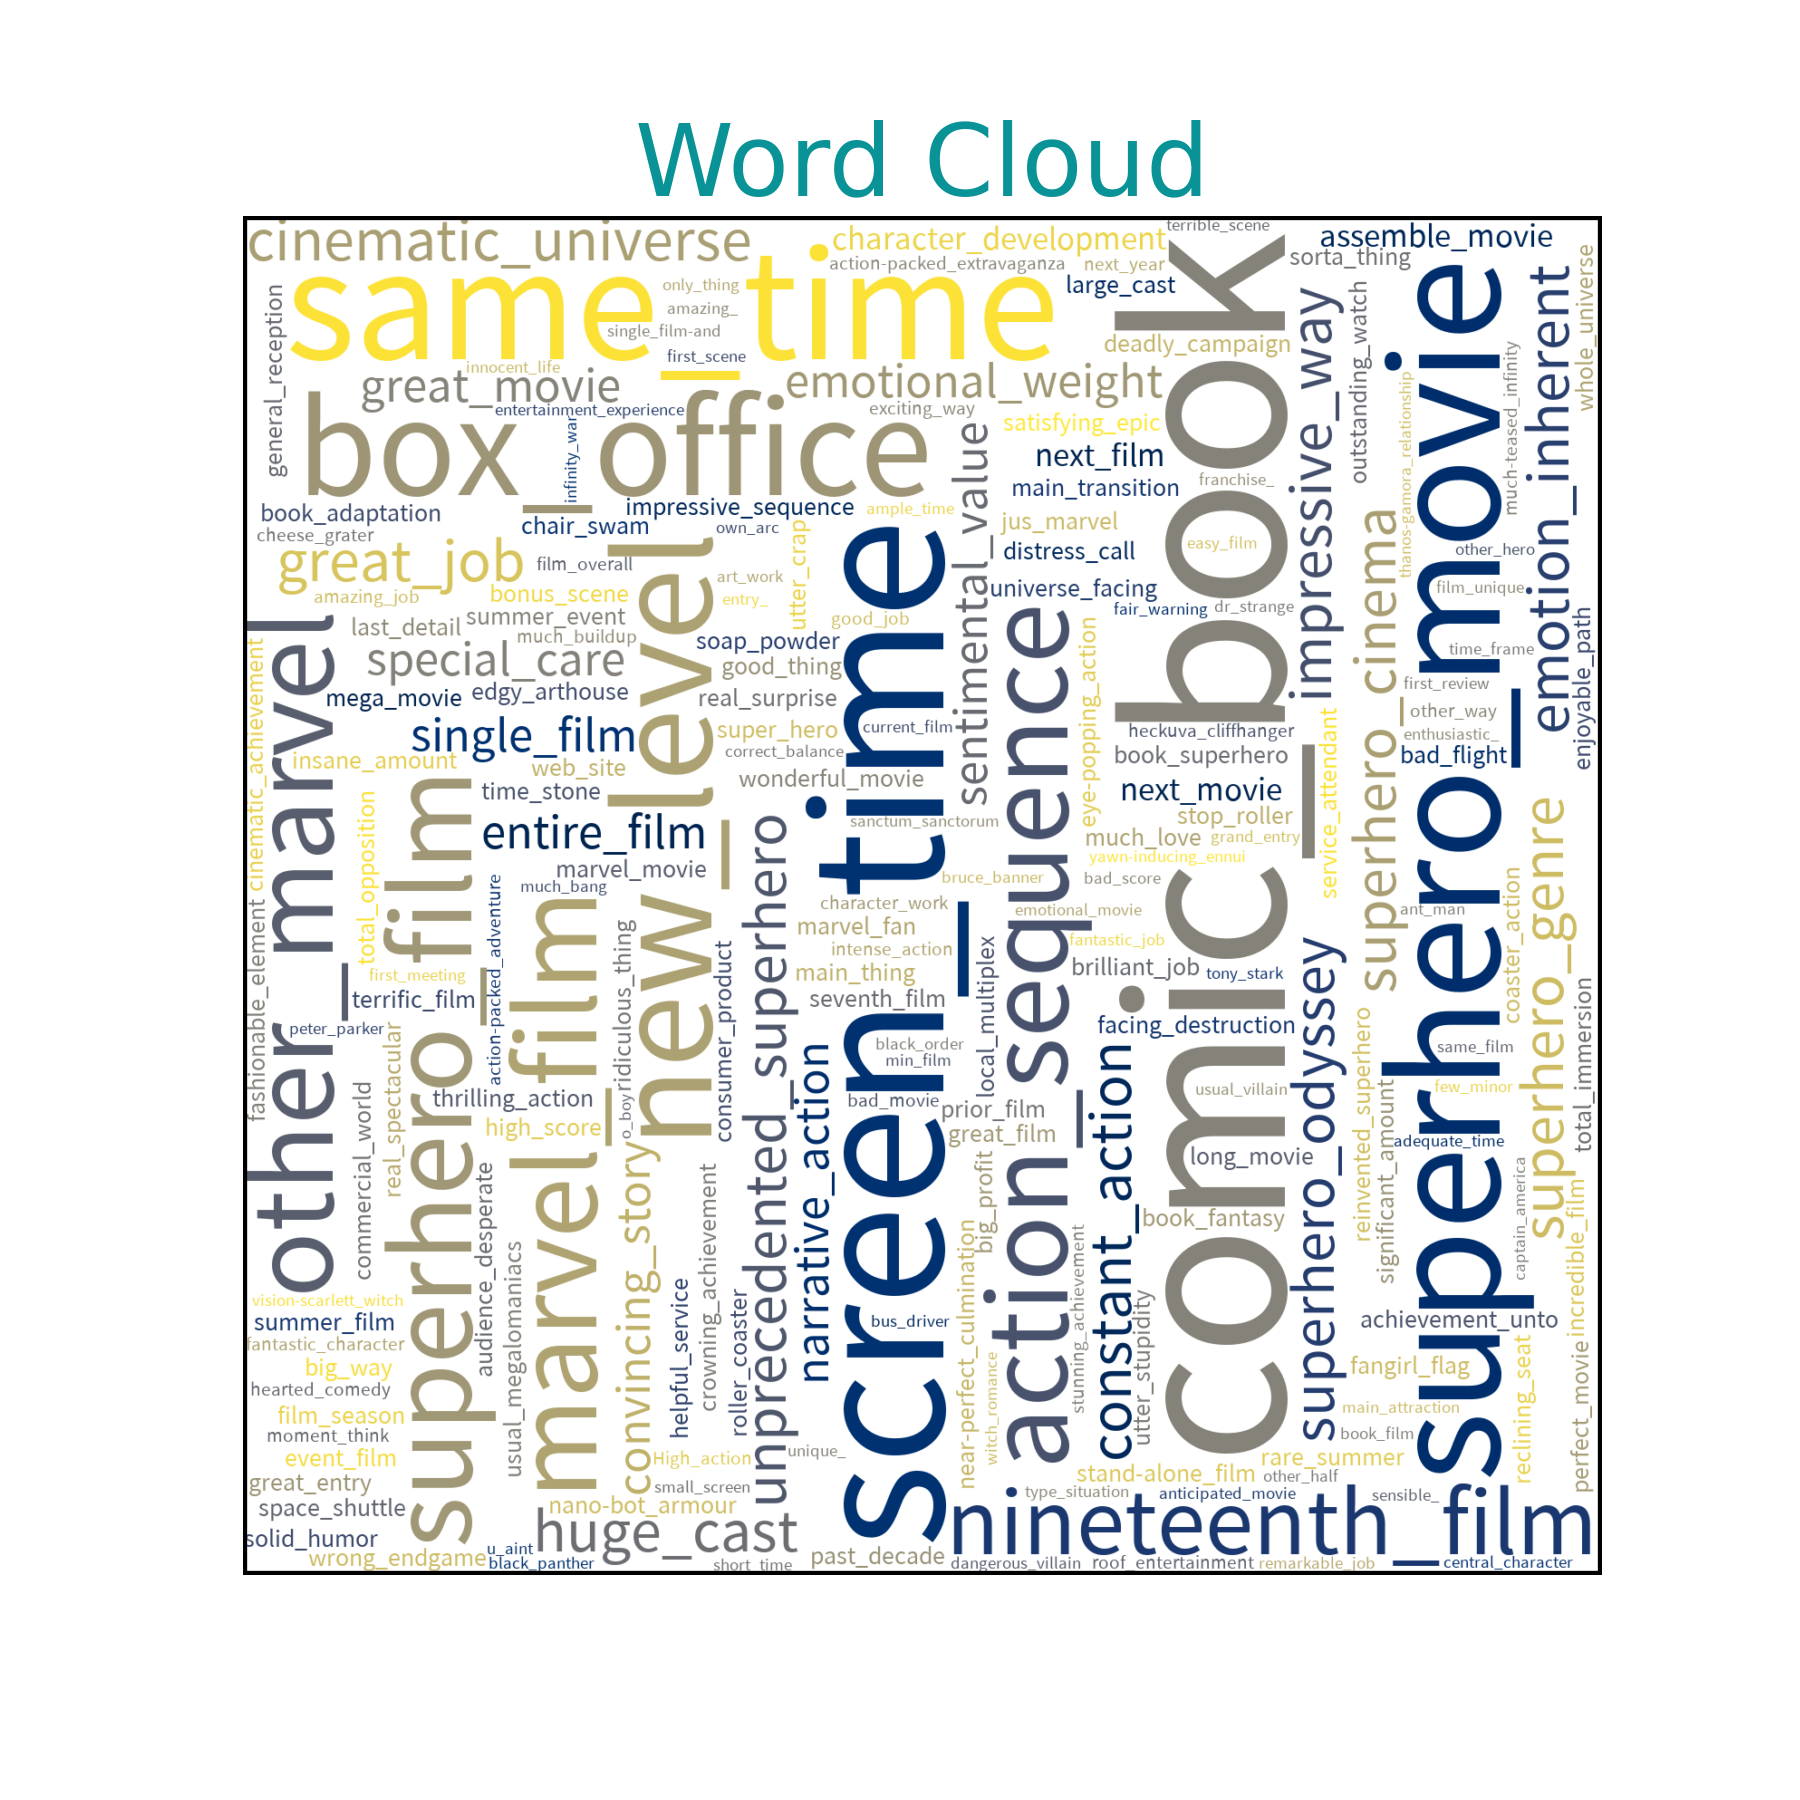 Word Cloud
cinematic_universe
character_development
terrible_scene
assemble_movie
action-packed_extravaganza
next_year
sorta_thing
same_time
only_thing
amazing_
single_film-and
large_cast
first_scene
innocent_life
deadly_campaign
general_reception
great_movie
emotional_weight
entertainment_experience
exciting_way
box_office
infinity_war
satisfying_epic
next_film
main_transition
franchise_
book_adaptation
impressive_sequence
ample_time
chair_swam
own_arc
cheese_grater
jus_marvel
great_job
film_overall
distress_call
easy_film
other_hero
art_work
utter_crap
amazing_job
bonus_scene
entry_
universe_facing
film_unique
summer_event
good_job
fair_warning
dr_strange
last_detail
much_buildup
soap_powder
time_frame
special_care
good_thing
first_review
mega_movie
edgy_arthouse
real_surprise
other_way
single_film
super_hero
current_film
heckuva_cliffhanger
enthusiastic_
correct_balance
book_superhero
bad_flight
insane_amount
web_site
wonderful_movie
time_stone
next_movie
entire_film
sanctum_sanctorum
stop_roller
much_love
grand_entry
marvel_movie
yawn-inducing_ennui
much_bang
bruce_banner
bad_score
character_work
emotional_movie
ant_man
marvel_fan
intense_action
fantastic_job
first_meeting
main_thing
brilliant_job
tony_stark
terrific_film
seventh_film
peter_parker
facing_destruction
black_order
min_film
same_film
thrilling_action
bad_movie
usual_villain
few_minor
high_score
prior_film
great_film
adequate_time
long_movie
book_fantasy
vision-scarlett_witch
summer_film
bus_driver
achievement_unto
fantastic_character
big_way
fangirl_flag
hearted_comedy
film_season
main_attraction
moment_think
book_film
event_film
High_action
unique_
rare_summer
great_entry
small_screen
stand-alone_film
other_half
space_shuttle
nano-bot_armour
type_situation
anticipated_movie
sensible_
solid_humor
huge_cast
nineteenth_film
wrong_endgame
u_aint
black_panther
short_time
past_decade
dangerous_villain
roof_entertainment
remarkable_job
central_character
cinematic_achievement
fashionable_element
other_marvel
total_opposition
commercial_world
real_spectacular
superhero_film
audience_desperate
action-packed_adventure
usual_megalomaniacs
marvel_film
o_boy
ridiculous_thing
convincing_story
new_level
helpful_service
crowning_achievement
consumer_product
roller_coaster
unprecedented_superhero
narrative_action
screen_time
sentimental_value
near-perfect_culmination
big_profit
local_multiplex
witch_romance
action_sequence
stunning_achievement
eye-popping_action
constant_action
utter_stupidity
comic_book
impressive_way
superhero_odyssey
service_attendant
outstanding_watch
reinvented_superhero
superhero_cinema
significant_amount
thanos-gamora_relationship
superhero_movie
much-teased_infinity
coaster_action
captain_america
reclining_seat
emotion_inherent
superhero_genre
whole_universe
enjoyable_path
total_immersion
incredible_film
perfect_movie